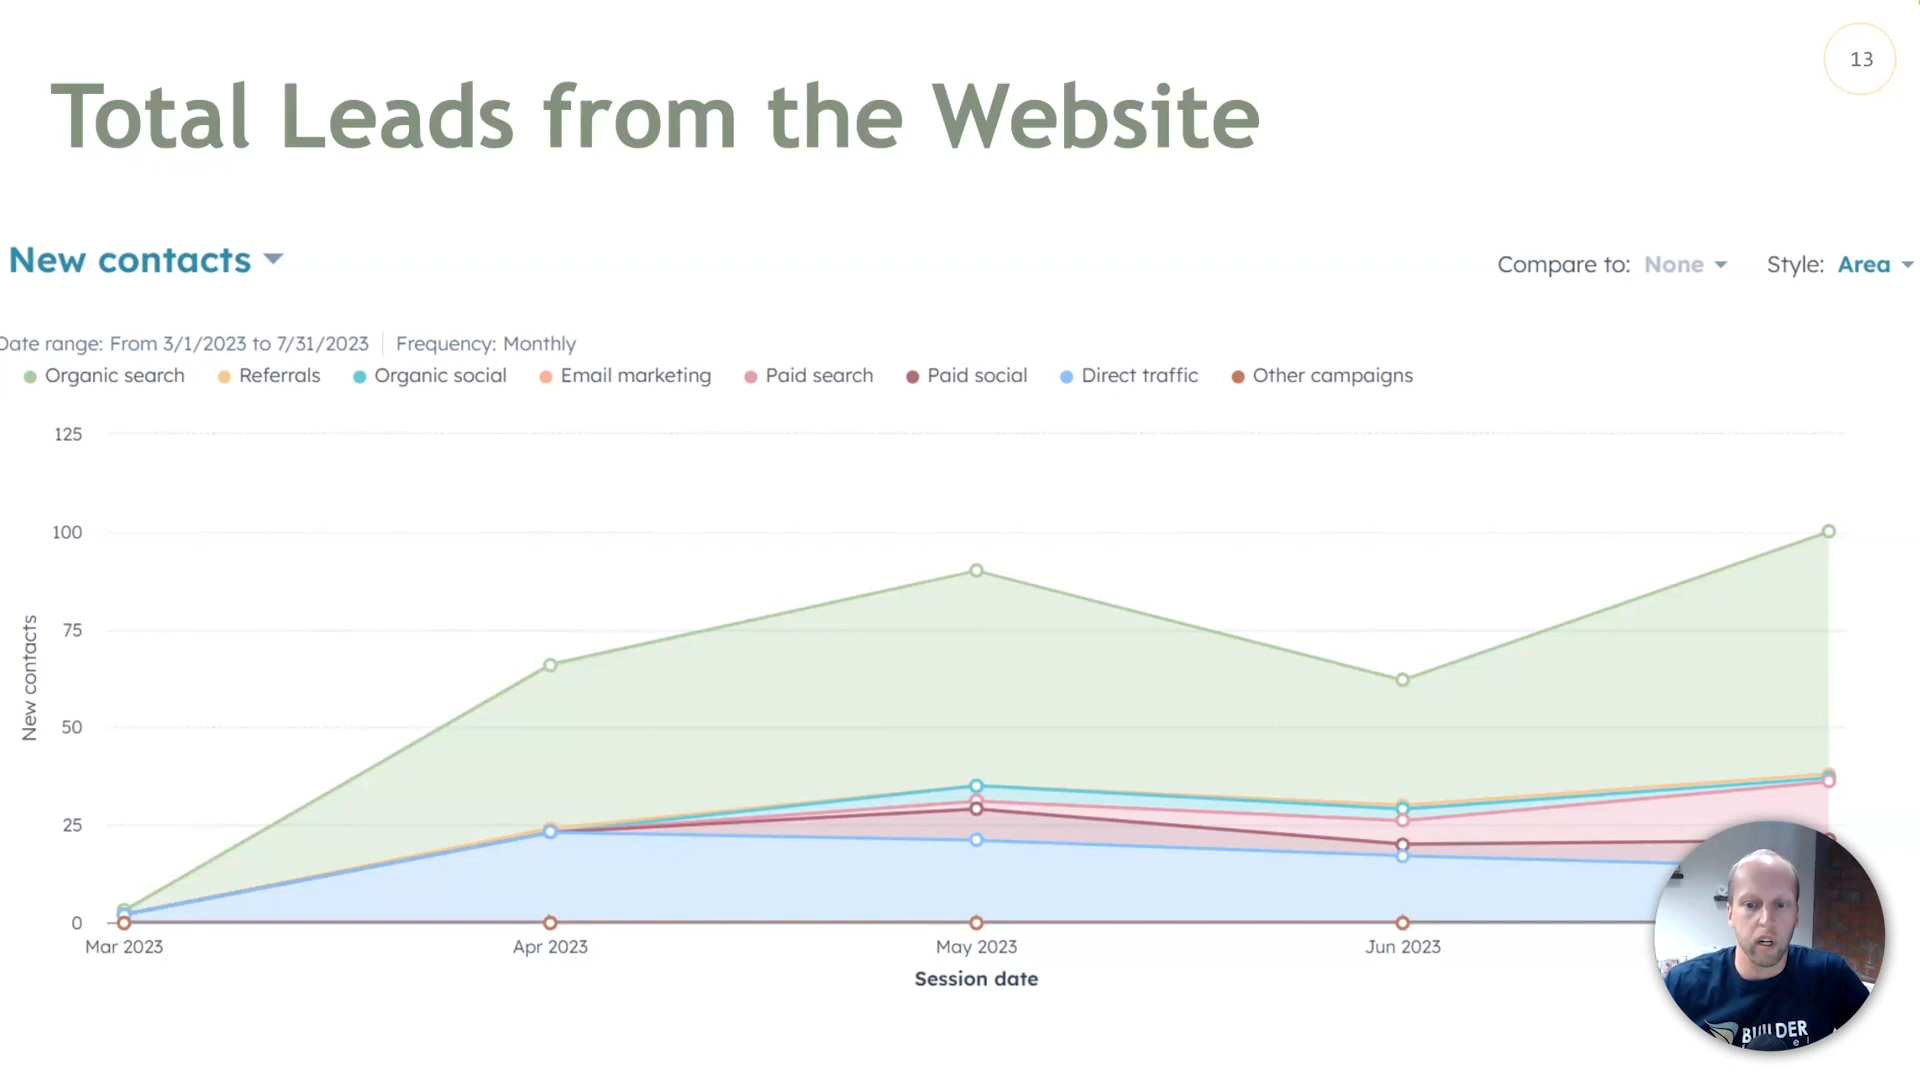 13
Total Leads from the Website
New contacts
Compare to: None Style: Area
Date range: From 3/1/2023 to 7/31/2023 Frequency: Monthly
Organic search Referrals Organic social Email marketing Paid search Paid social Direct traffic Other campaigns
125
100
75
50
25
0
New contacts
Mar 2023 Apr 2023 May 2023 Jun 2023
Session date
BUILDER